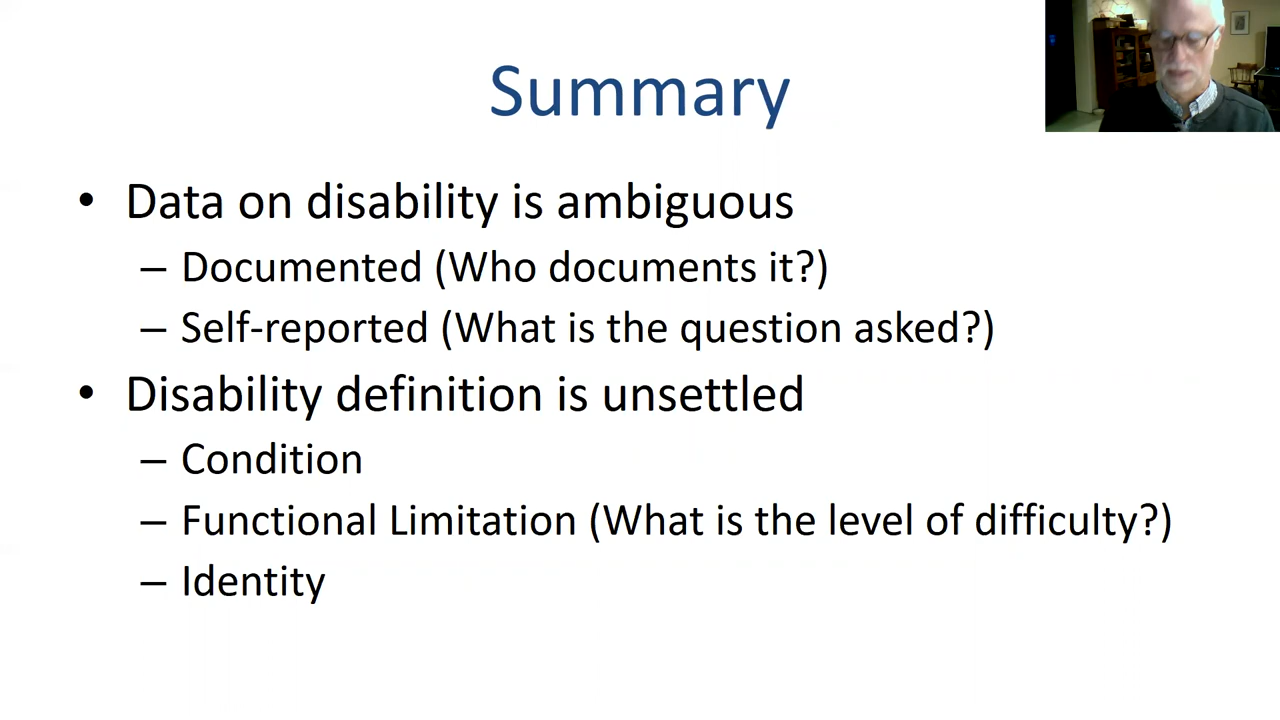 Summary
• Data on disability is ambiguous
– Documented (Who documents it?)
– Self-reported (What is the question asked?)
• Disability definition is unsettled
– Condition
– Functional Limitation (What is the level of difficulty?)
– Identity